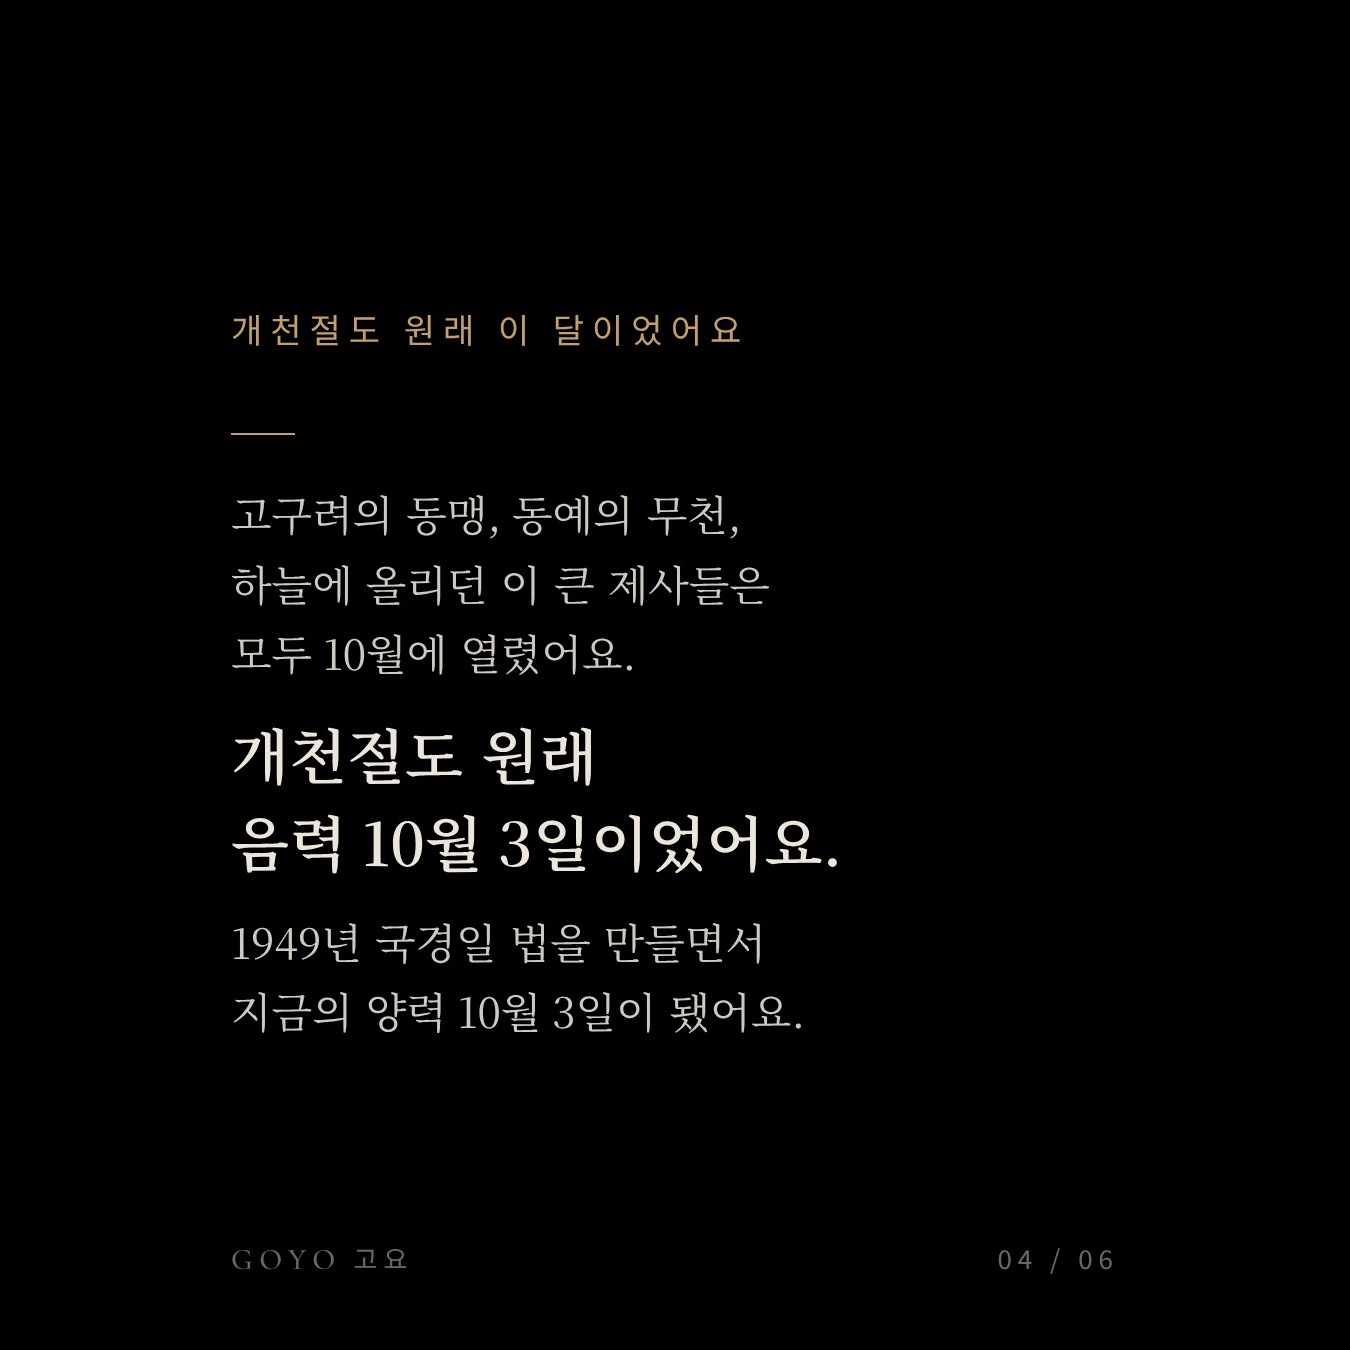 개천절도 원래 이 달이었어요
고구려의 동맹, 동예의 무천,
하늘에 올리던 이 큰 제사들은
모두 10월에 열렸어요.
개천절도 원래
음력 10월 3일이었어요.
1949년 국경일 법을 만들면서
지금의 양력 10월 3일이 됐어요.
GOYO 고요
04 / 06